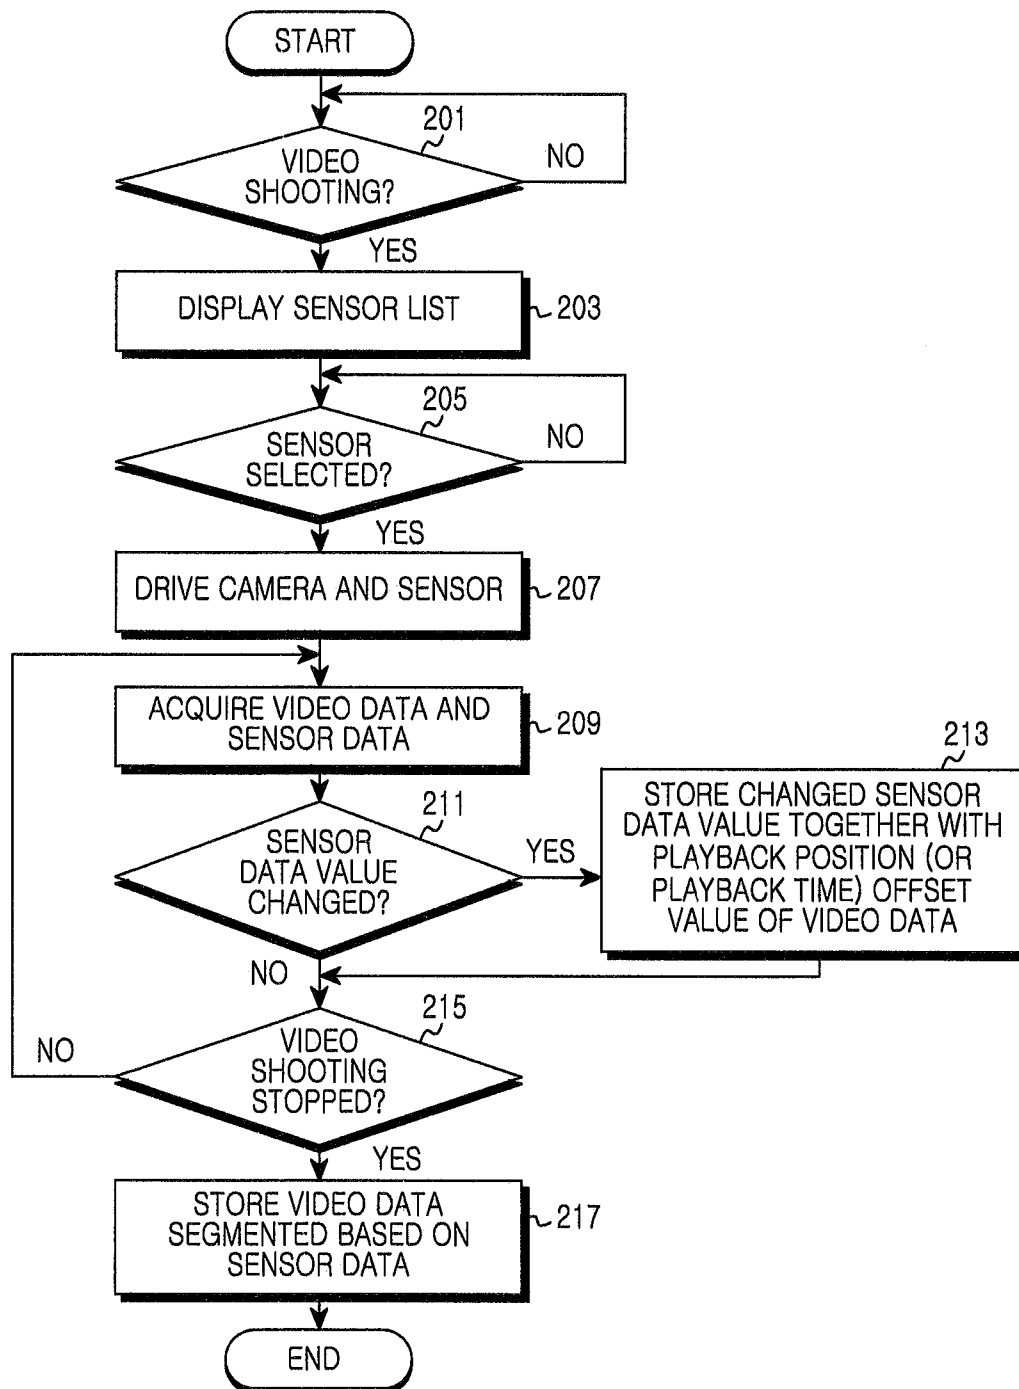 START
201
VIDEO
SHOOTING?
NO
YES
DISPLAY SENSOR LIST
203
205
SENSOR
SELECTED?
NO
YES
DRIVE CAMERA AND SENSOR
207
ACQUIRE VIDEO DATA AND
SENSOR DATA
209
211
SENSOR
DATA VALUE
CHANGED?
YES
213
STORE CHANGED SENSOR
DATA VALUE TOGETHER WITH
PLAYBACK POSITION (OR
PLAYBACK TIME) OFFSET
VALUE OF VIDEO DATA
NO
215
VIDEO
SHOOTING
STOPPED?
NO
YES
STORE VIDEO DATA
SEGMENTED BASED ON
SENSOR DATA
217
END